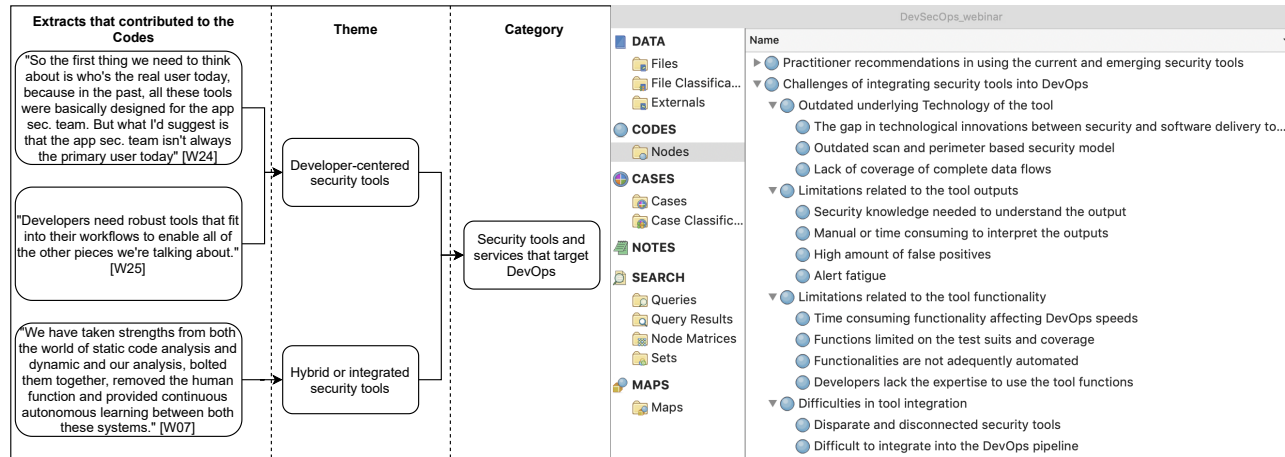 Extracts that contributed to the
Codes
Theme
Category
"So the first thing we need to think
about is who's the real user today,
because in the past, all these tools
were basically designed for the app
sec. team. But what I'd suggest is
that the app sec. team isn't always
the primary user today" [W24]
"Developers need robust tools that fit
into their workflows to enable all of
the other pieces we're talking about."
[W25]
"We have taken strengths from both
the world of static code analysis and
dynamic and our analysis, bolted
them together, removed the human
function and provided continuous
autonomous learning between both
these systems." [W07]
Developer-centered
security tools
Hybrid or integrated
security tools
Security tools and
services that target
DevOps
DevSecOps_webinar
DATA
Files
File Classifica...
Externals
CODES
Nodes
CASES
Cases
Case Classific...
NOTES
SEARCH
Queries
Query Results
Node Matrices
Sets
MAPS
Maps
Name
Practitioner recommendations in using the current and emerging security tools
Challenges of integrating security tools into DevOps
Outdated underlying Technology of the tool
The gap in technological innovations between security and software delivery to...
Outdated scan and perimeter based security model
Lack of coverage of complete data flows
Limitations related to the tool outputs
Security knowledge needed to understand the output
Manual or time consuming to interpret the outputs
High amount of false positives
Alert fatigue
Limitations related to the tool functionality
Time consuming functionality affecting DevOps speeds
Functions limited on the test suits and coverage
Functionalities are not adequently automated
Developers lack the expertise to use the tool functions
Difficulties in tool integration
Disparate and disconnected security tools
Difficult to integrate into the DevOps pipeline